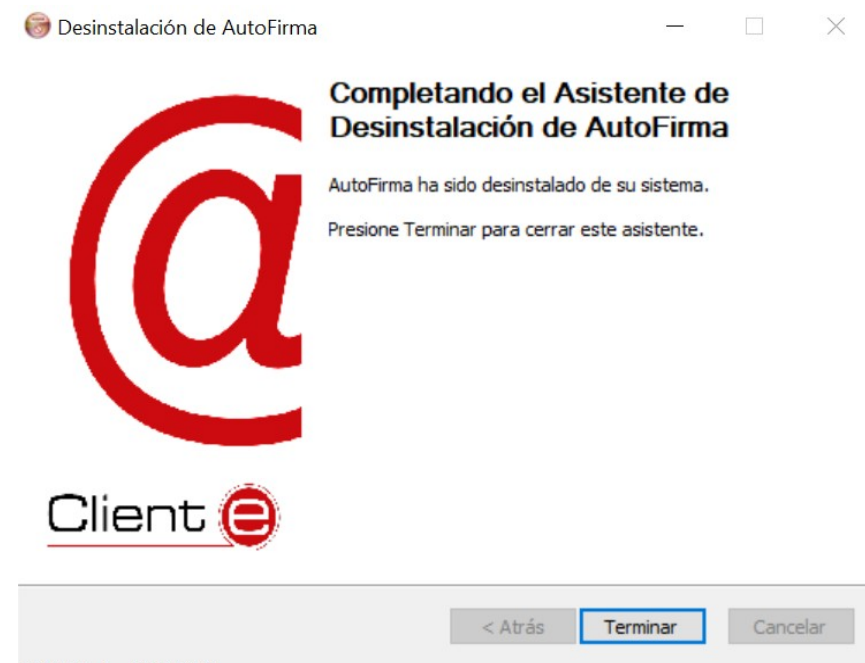 Desinstalación de AutoFirma
Completando el Asistente de
Desinstalación de AutoFirma
AutoFirma ha sido desinstalado de su sistema.
Presione Terminar para cerrar este asistente.
@
Client e
< Atrás
Terminar
Cancelar